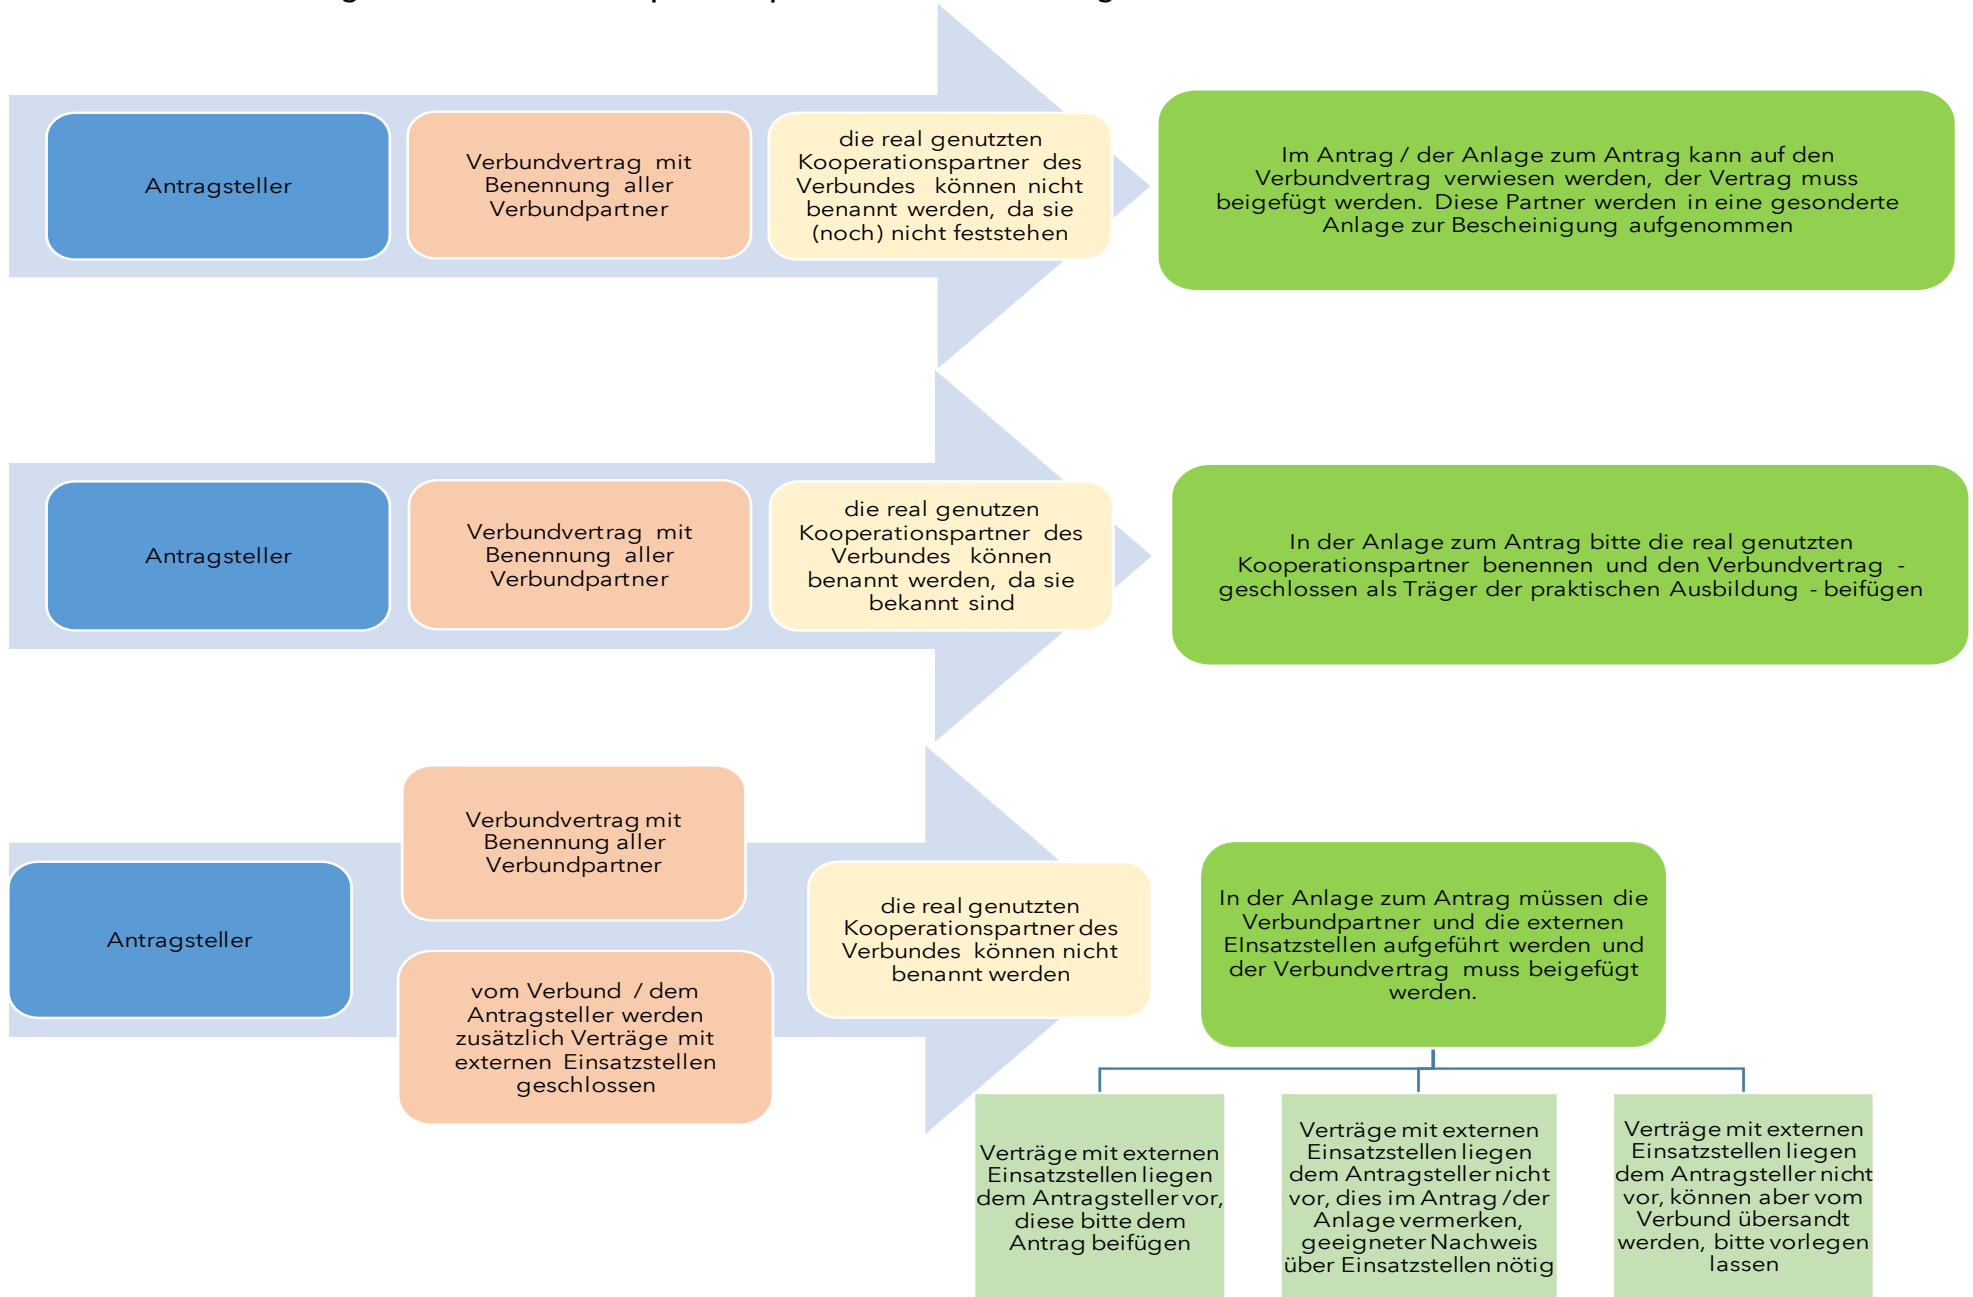 Antragsteller
Verbundvertrag mit
Benennung aller
Verbundpartner
die real genutzten
Kooperationspartner des
Verbundes können nicht
benannt werden, da sie
(noch) nicht feststehen
Im Antrag / der Anlage zum Antrag kann auf den
Verbundvertrag verwiesen werden, der Vertrag muss
beigefügt werden. Diese Partner werden in eine gesonderte
Anlage zur Bescheinigung aufgenommen
Antragsteller
Verbundvertrag mit
Benennung aller
Verbundpartner
die real genutzen
Kooperationspartner des
Verbundes können
benannt werden, da sie
bekannt sind
In der Anlage zum Antrag bitte die real genutzten
Kooperationspartner benennen und den Verbundvertrag -
geschlossen als Träger der praktischen Ausbildung - beifügen
Antragsteller
Verbundvertrag mit
Benennung aller
Verbundpartner
vom Verbund / dem
Antragsteller werden
zusätzlich Verträge mit
externen Einsatzstellen
geschlossen
die real genutzten
Kooperationspartner des
Verbundes können nicht
benannt werden
In der Anlage zum Antrag müssen die
Verbundpartner und die externen
EInsatzstellen aufgeführt werden und
der Verbundvertrag muss beigefügt
werden.
Verträge mit externen
Einsatzstellen liegen
dem Antragsteller vor,
diese bitte dem
Antrag beifügen
Verträge mit externen
Einsatzstellen liegen
dem Antragsteller nicht
vor, dies im Antrag /der
Anlage vermerken,
geeigneter Nachweis
über Einsatzstellen nötig
Verträge mit externen
Einsatzstellen liegen
dem Antragsteller nicht
vor, können aber vom
Verbund übersandt
werden, bitte vorlegen
lassen